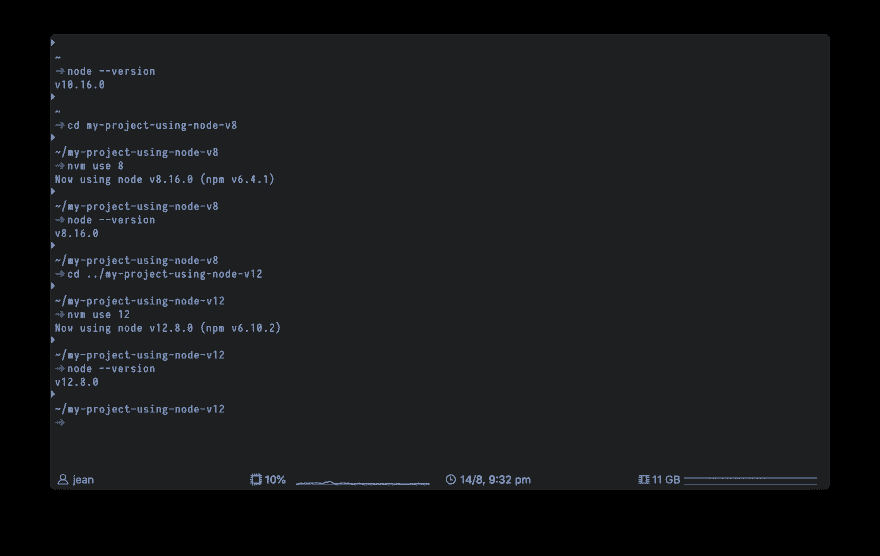 ~
→ node --version
v10.16.0
~
→ cd my-project-using-node-v8
~/my-project-using-node-v8
→ nvm use 8
Now using node v8.16.0 (npm v6.4.1)
~/my-project-using-node-v8
→ node --version
v8.16.0
~/my-project-using-node-v8
→ cd ../my-project-using-node-v12
~/my-project-using-node-v12
→ nvm use 12
Now using node v12.8.0 (npm v6.10.2)
~/my-project-using-node-v12
→ node --version
v12.8.0
~/my-project-using-node-v12
→
jean 10% 14/8, 9:32 pm 11 GB